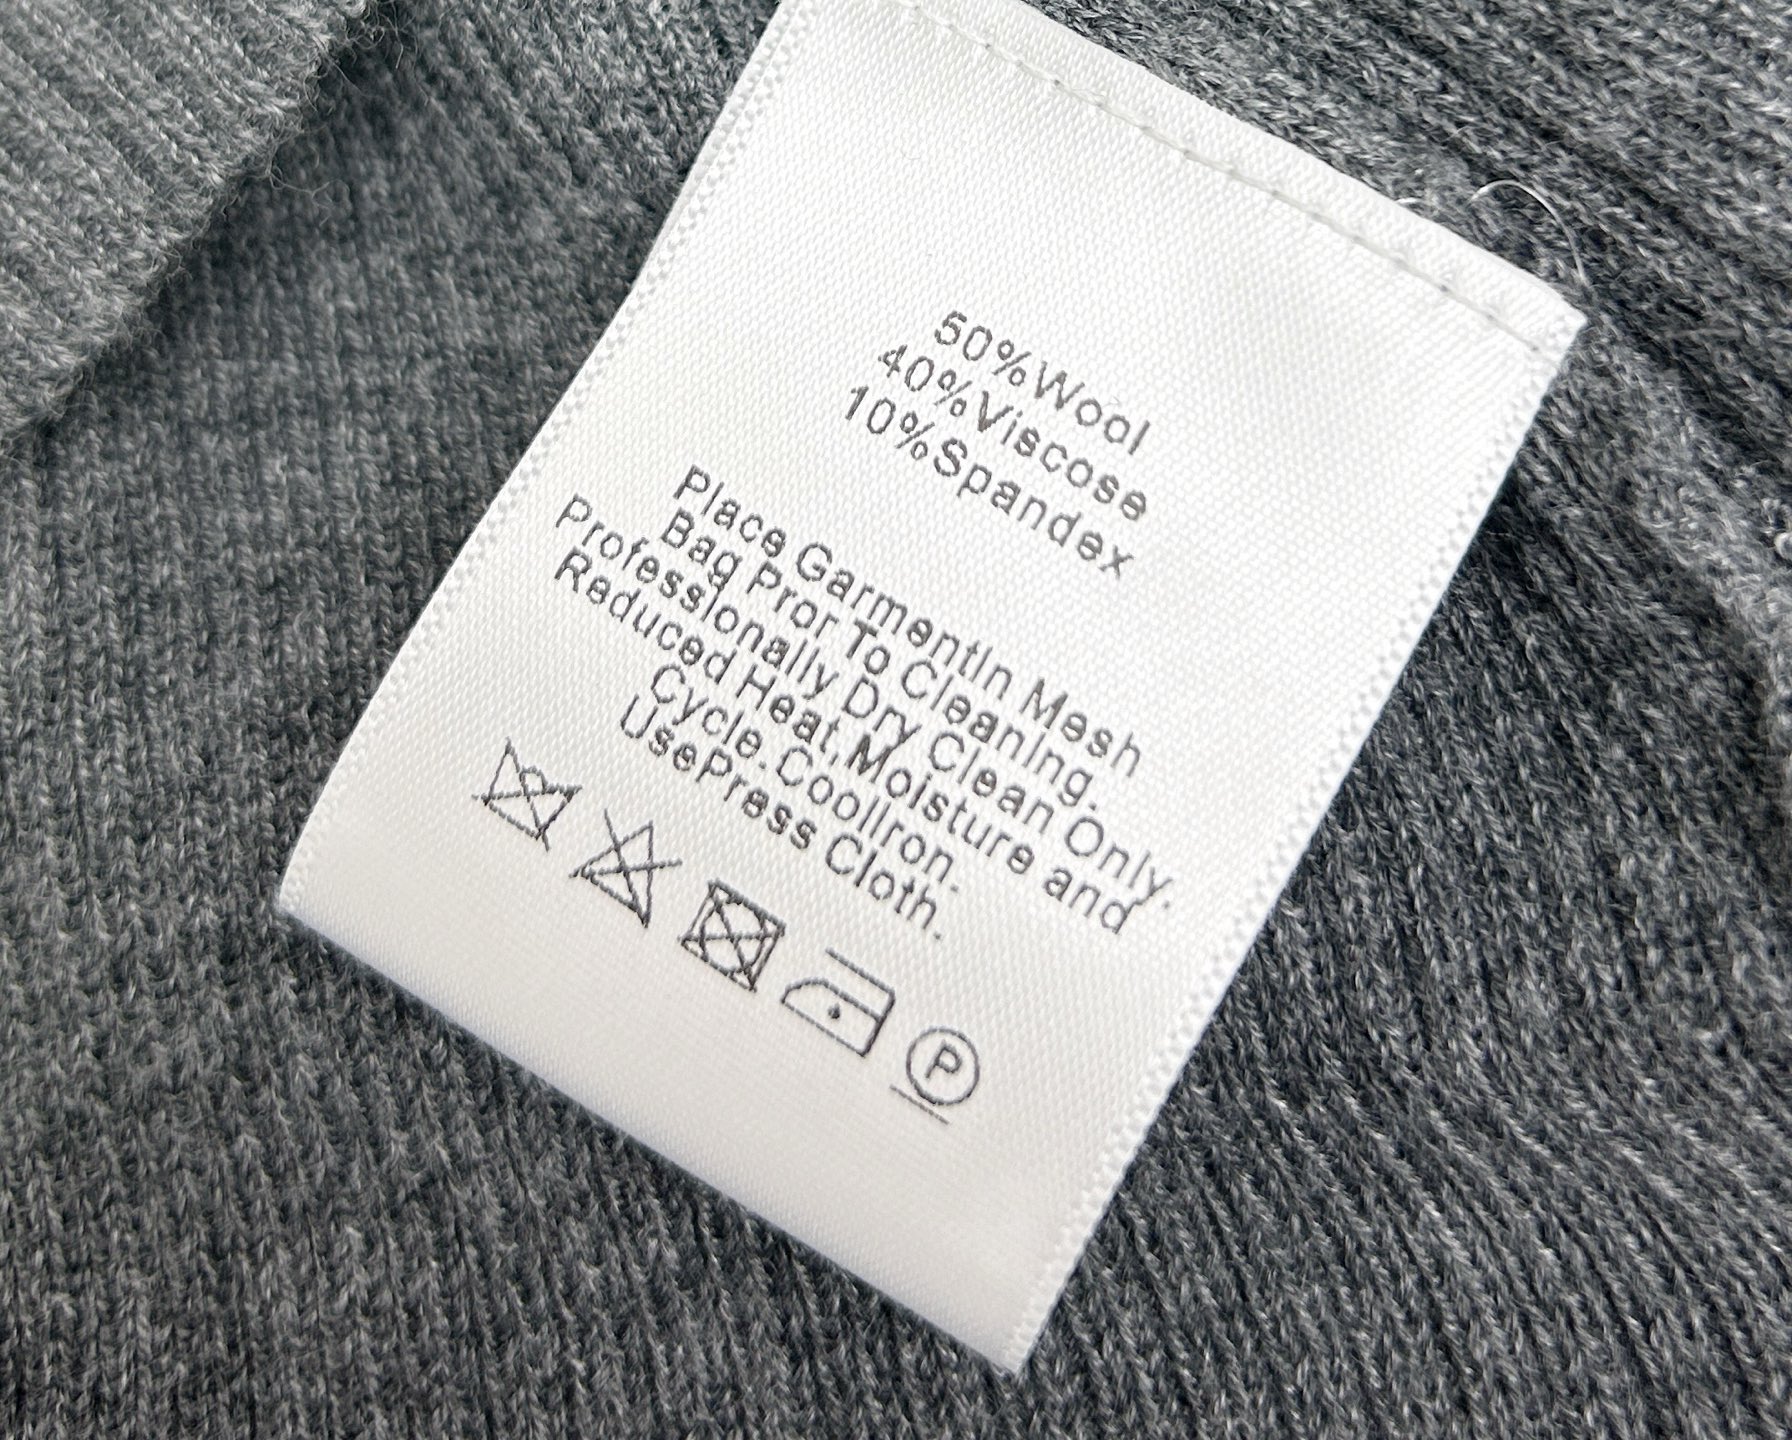 50%Wool
40%Viscose
10%Spandex
Place GarmentIn Mesh
Bag Pror To Cleaning.
Professionally Dry Clean Only.
Reduced Heat,Moisture and
Cycle.CoolIron.
UsePress Cloth.
P